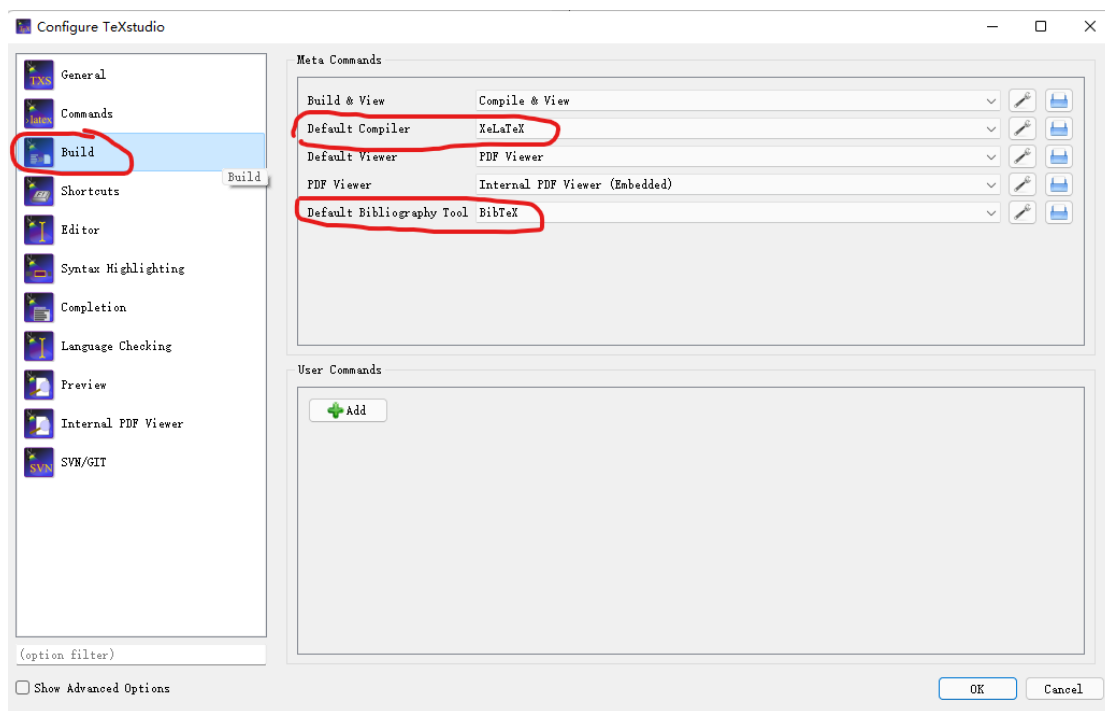 Configure TeXstudio
TXS
General
>latex
Commands
Build
Build
Shortcuts
Editor
Syntax Highlighting
Completion
Language Checking
Preview
Internal PDF Viewer
SVN
SVN/GIT
(option filter)
Show Advanced Options
Meta Commands
Build & View Compile & View
Default Compiler XeLaTeX
Default Viewer PDF Viewer
PDF Viewer Internal PDF Viewer (Embedded)
Default Bibliography Tool BibTeX
User Commands
Add
OK Cancel